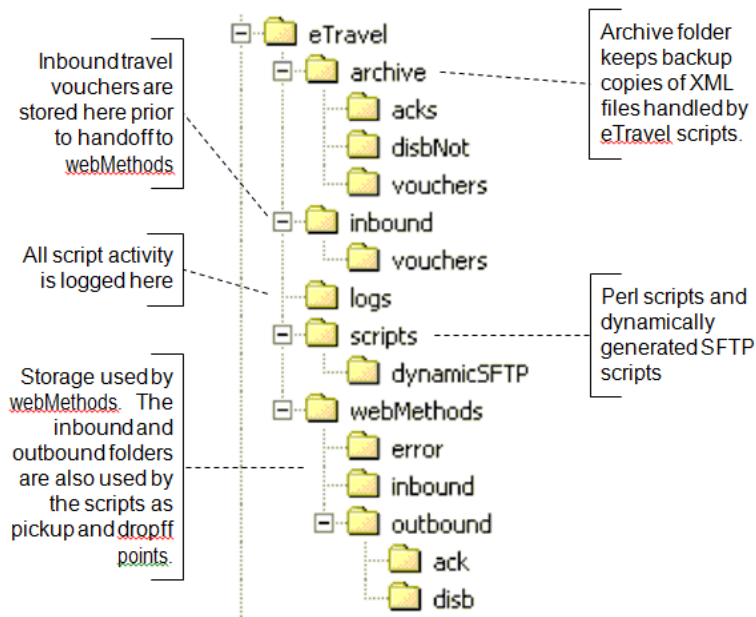 eTravel
archive
acks
disbNot
vouchers
inbound
vouchers
logs
scripts
dynamicSFTP
webMethods
error
inbound
outbound
ack
disb
Inbound travel
vouchers are
stored here prior
to handoff to
webMethods
All script activity
is logged here
Storage used by
webMethods. The
inbound and
outbound folders
are also used by
the scripts as
pickup and dropff
points.
Archive folder
keeps backup
copies of XML
files handled by
eTravel scripts.
Perl scripts and
dynamically
generated SFTP
scripts